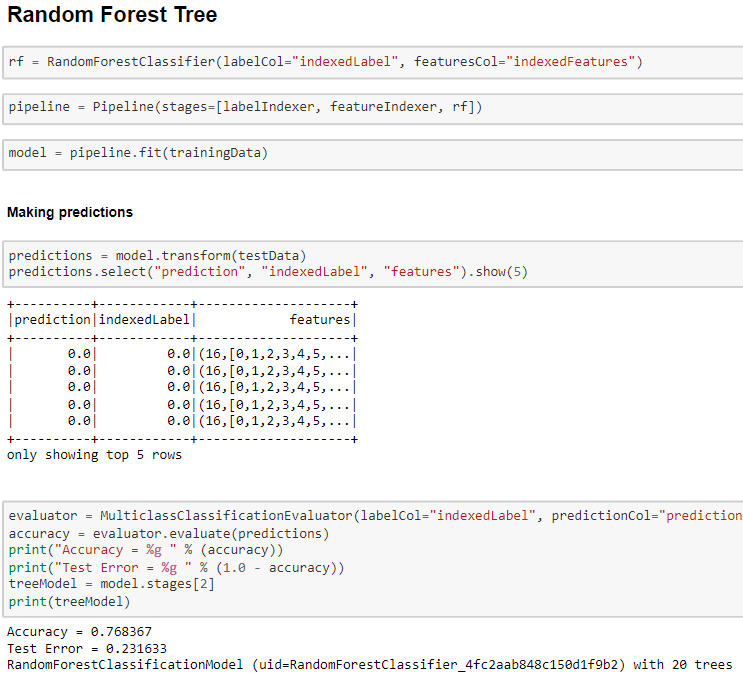 Random Forest Tree
rf = RandomForestClassifier(labelCol="indexedLabel", featuresCol="indexedFeatures")
pipeline = Pipeline(stages=[labelIndexer, featureIndexer, rf])
model = pipeline.fit(trainingData)
Making predictions
predictions = model.transform(testData)
predictions.select("prediction", "indexedLabel", "features").show(5)
+----------+------------+--------------------+
|prediction|indexedLabel|            features|
+----------+------------+--------------------+
|       0.0|         0.0|(16,[0,1,2,3,4,5,...|
|       0.0|         0.0|(16,[0,1,2,3,4,5,...|
|       0.0|         0.0|(16,[0,1,2,3,4,5,...|
|       0.0|         0.0|(16,[0,1,2,3,4,5,...|
|       0.0|         0.0|(16,[0,1,2,3,4,5,...|
+----------+------------+--------------------+
only showing top 5 rows
evaluator = MulticlassClassificationEvaluator(labelCol="indexedLabel", predictionCol="prediction
accuracy = evaluator.evaluate(predictions)
print("Accuracy = %g " % (accuracy))
print("Test Error = %g " % (1.0 - accuracy))
treeModel = model.stages[2]
print(treeModel)
Accuracy = 0.768367
Test Error = 0.231633
RandomForestClassificationModel (uid=RandomForestClassifier_4fc2aab848c150d1f9b2) with 20 trees